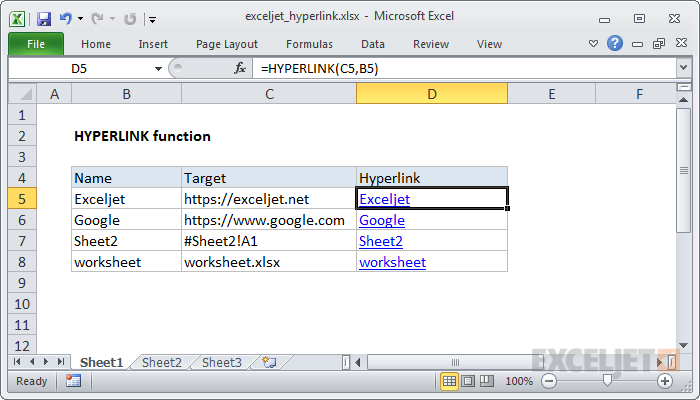 exceljet_hyperlink.xlsx - Microsoft Excel
File Home Insert Page Layout Formulas Data Review View
D5 fx =HYPERLINK(C5,B5)
A B C D E F
1
2 HYPERLINK function
3
4 Name Target Hyperlink
5 Exceljet https://exceljet.net Exceljet
6 Google https://www.google.com Google
7 Sheet2 #Sheet2!A1 Sheet2
8 worksheet worksheet.xlsx worksheet
9
10
11
12
Sheet1 Sheet2 Sheet3
EXCELJET
Ready 100%